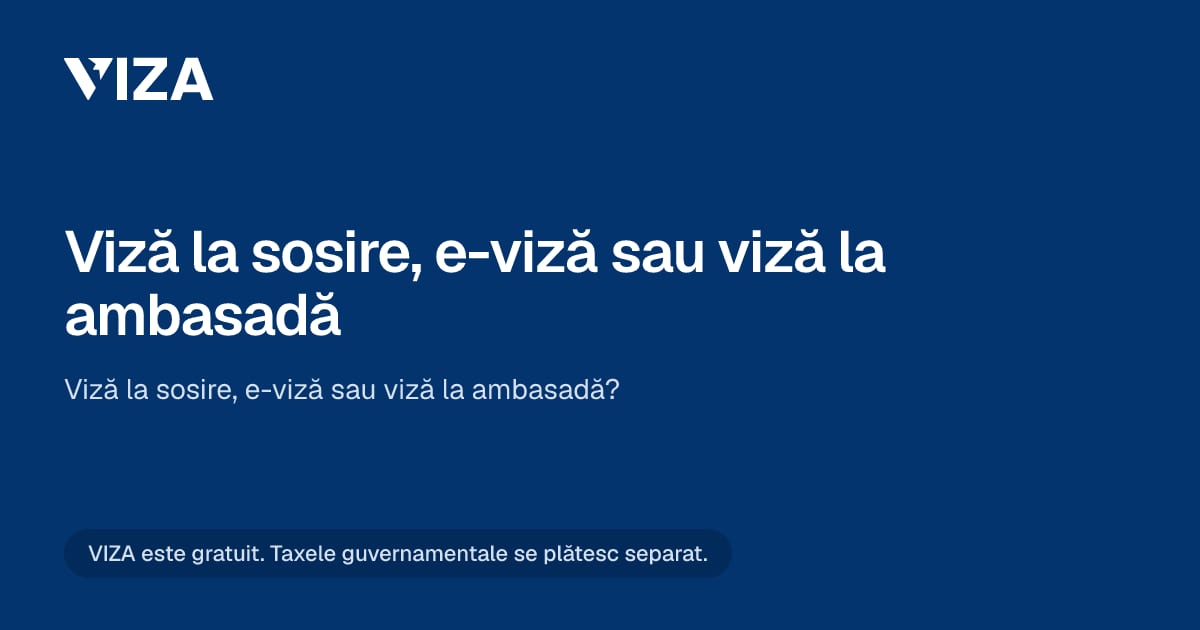 VIZA
Viză la sosire, e-viză sau viză la
ambasadă
Viză la sosire, e-viză sau viză la ambasadă?
VIZA este gratuit. Taxele guvernamentale se plătesc separat.